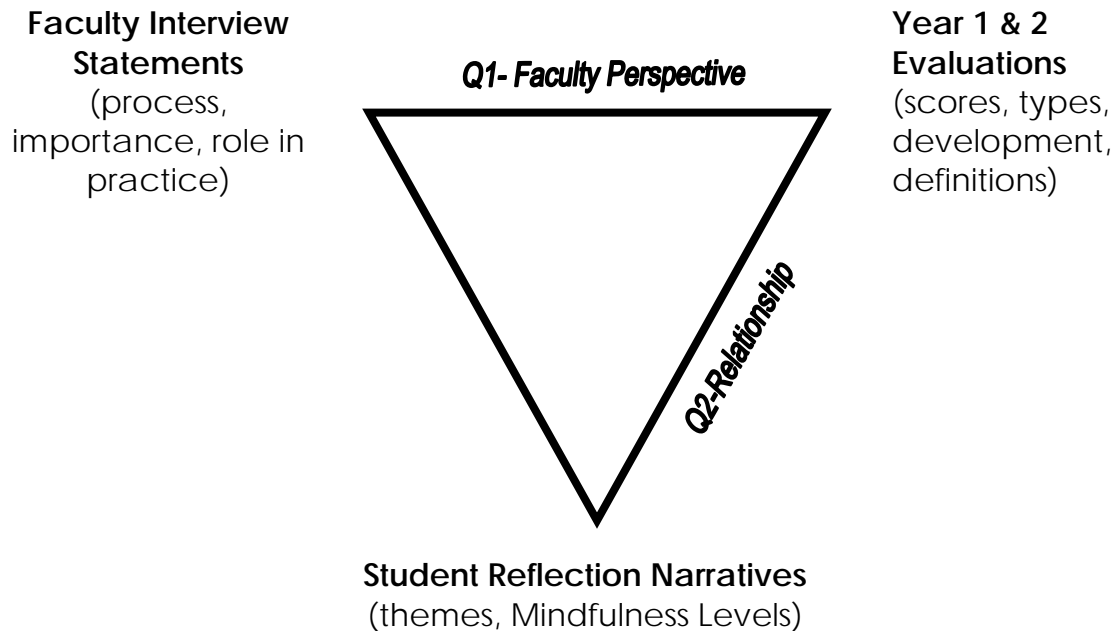 Faculty Interview
Statements
(process,
importance, role in
practice)
Q1- Faculty Perspective
Year 1 & 2
Evaluations
(scores, types,
development,
definitions)
Q2-Relationship
Student Reflection Narratives
(themes, Mindfulness Levels)